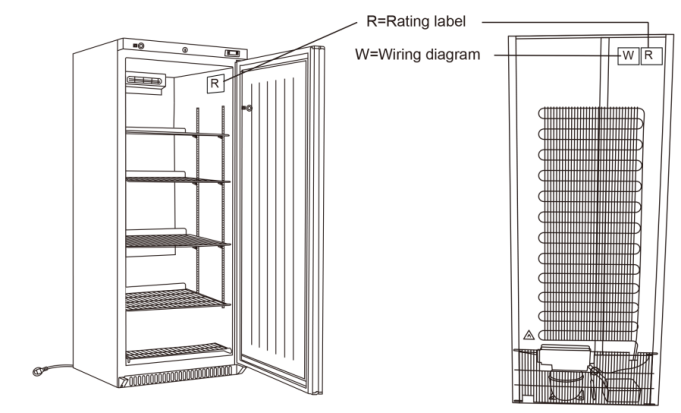 R=Rating label
W=Wiring diagram
R
W R